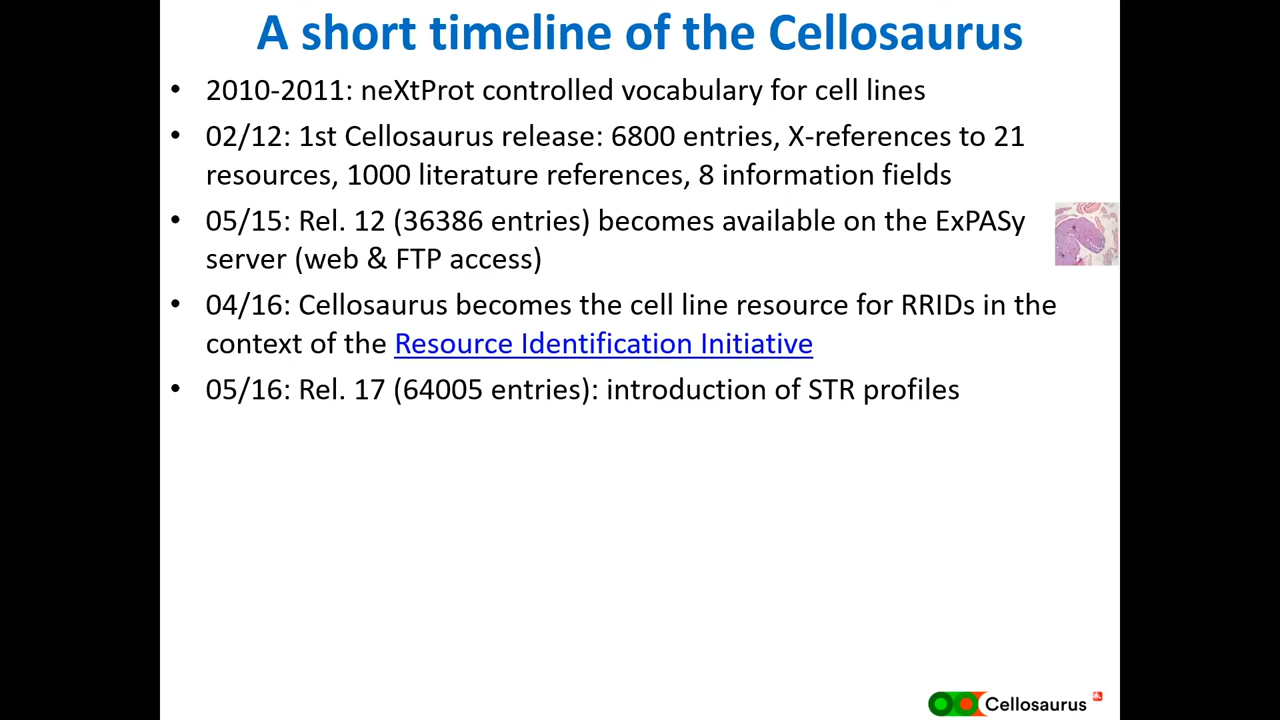 A short timeline of the Cellosaurus
• 2010-2011: neXtProt controlled vocabulary for cell lines
• 02/12: 1st Cellosaurus release: 6800 entries, X-references to 21
resources, 1000 literature references, 8 information fields
• 05/15: Rel. 12 (36386 entries) becomes available on the ExPASy
server (web & FTP access)
• 04/16: Cellosaurus becomes the cell line resource for RRIDs in the
context of the Resource Identification Initiative
• 05/16: Rel. 17 (64005 entries): introduction of STR profiles
Cellosaurus